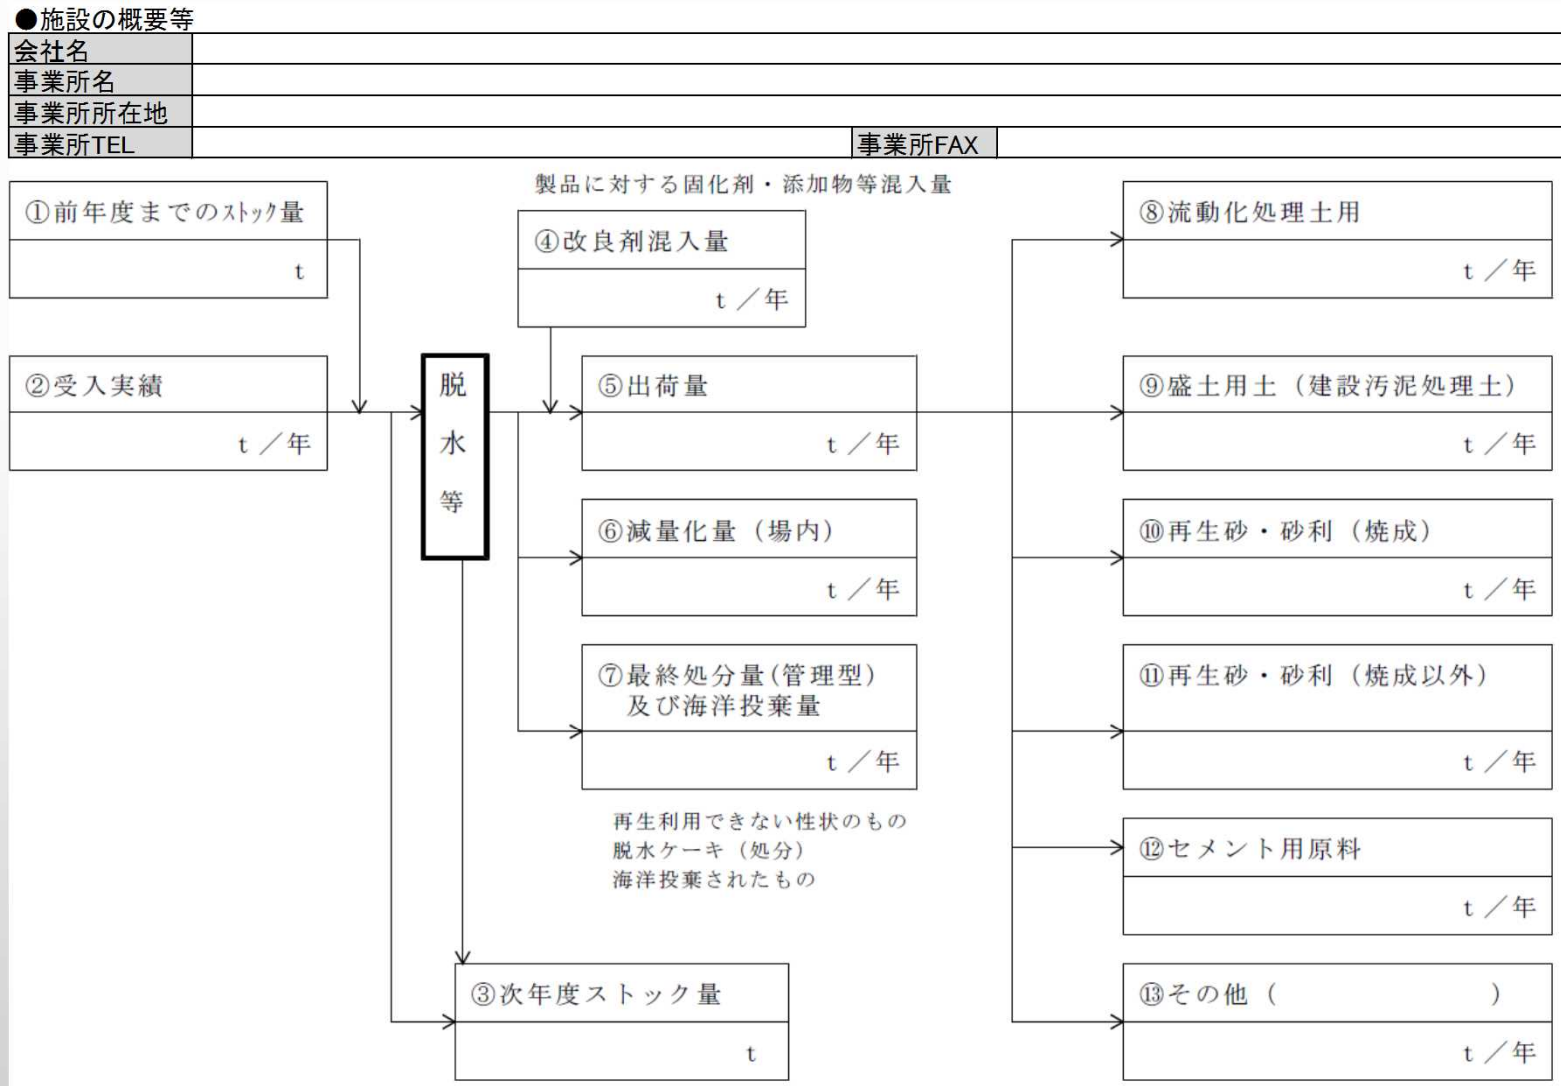 ●施設の概要等
会社名
事業所名
事業所所在地
事業所TEL
事業所FAX
製品に対する固化剤・添加物等混入量
①前年度までのｽﾄｯｸ量
t
②受入実績
t／年
脱
水
等
④改良剤混入量
t／年
⑤出荷量
t／年
⑥減量化量（場内）
t／年
⑦最終処分量(管理型)
及び海洋投棄量
t／年
再生利用できない性状のもの
脱水ケーキ（処分）
海洋投棄されたもの
③次年度ストック量
t
⑧流動化処理土用
t／年
⑨盛土用土（建設汚泥処理土）
t／年
⑩再生砂・砂利（焼成）
t／年
⑪再生砂・砂利（焼成以外）
t／年
⑫セメント用原料
t／年
⑬その他（　　　　　　　）
t／年